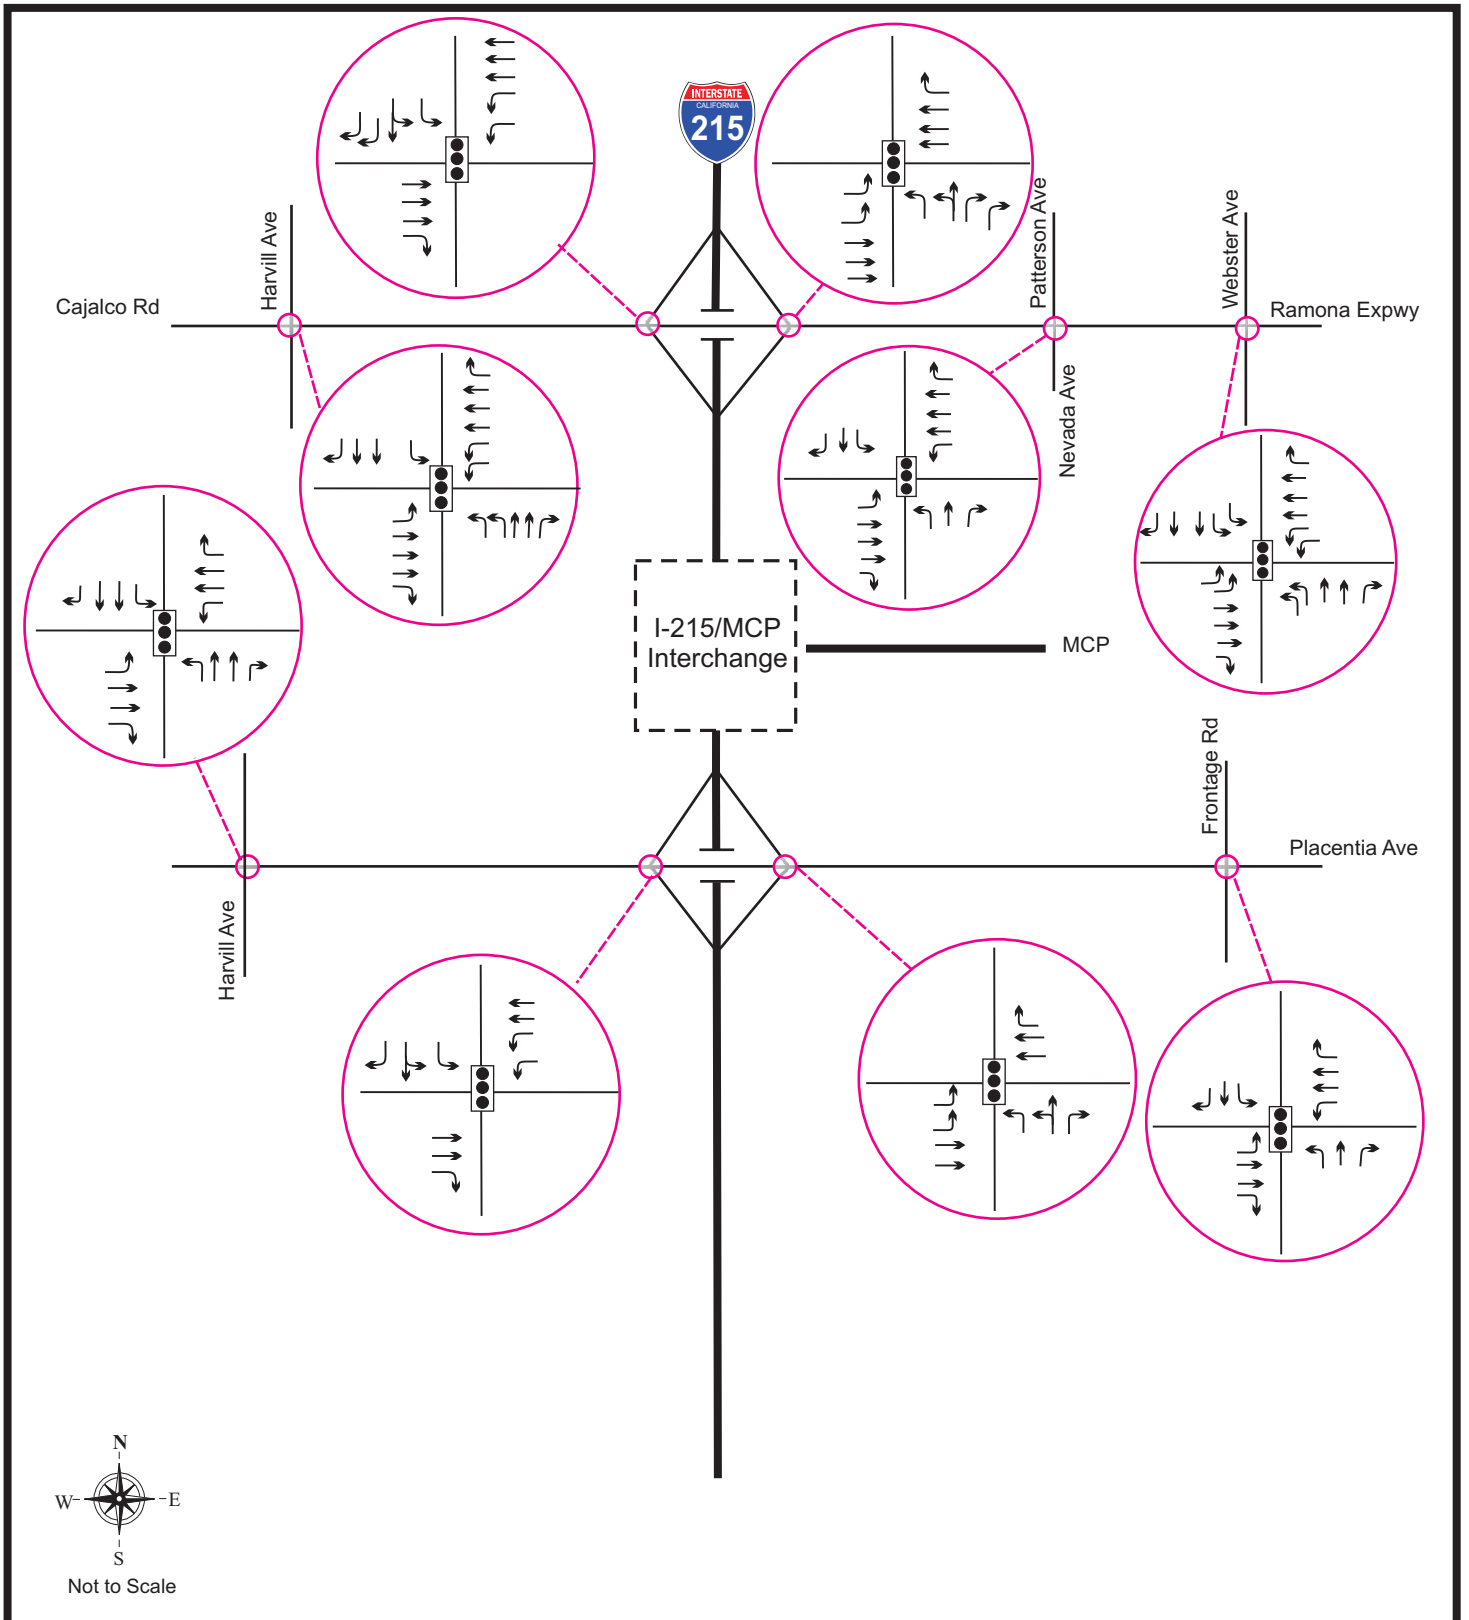 INTERSTATE
CALIFORNIA
215
Harvill Ave
Patterson Ave
Webster Ave
Cajalco Rd
Ramona Expwy
Nevada Ave
I-215/MCP
Interchange
MCP
Frontage Rd
Placentia Ave
Harvill Ave
N
W
E
S
Not to Scale